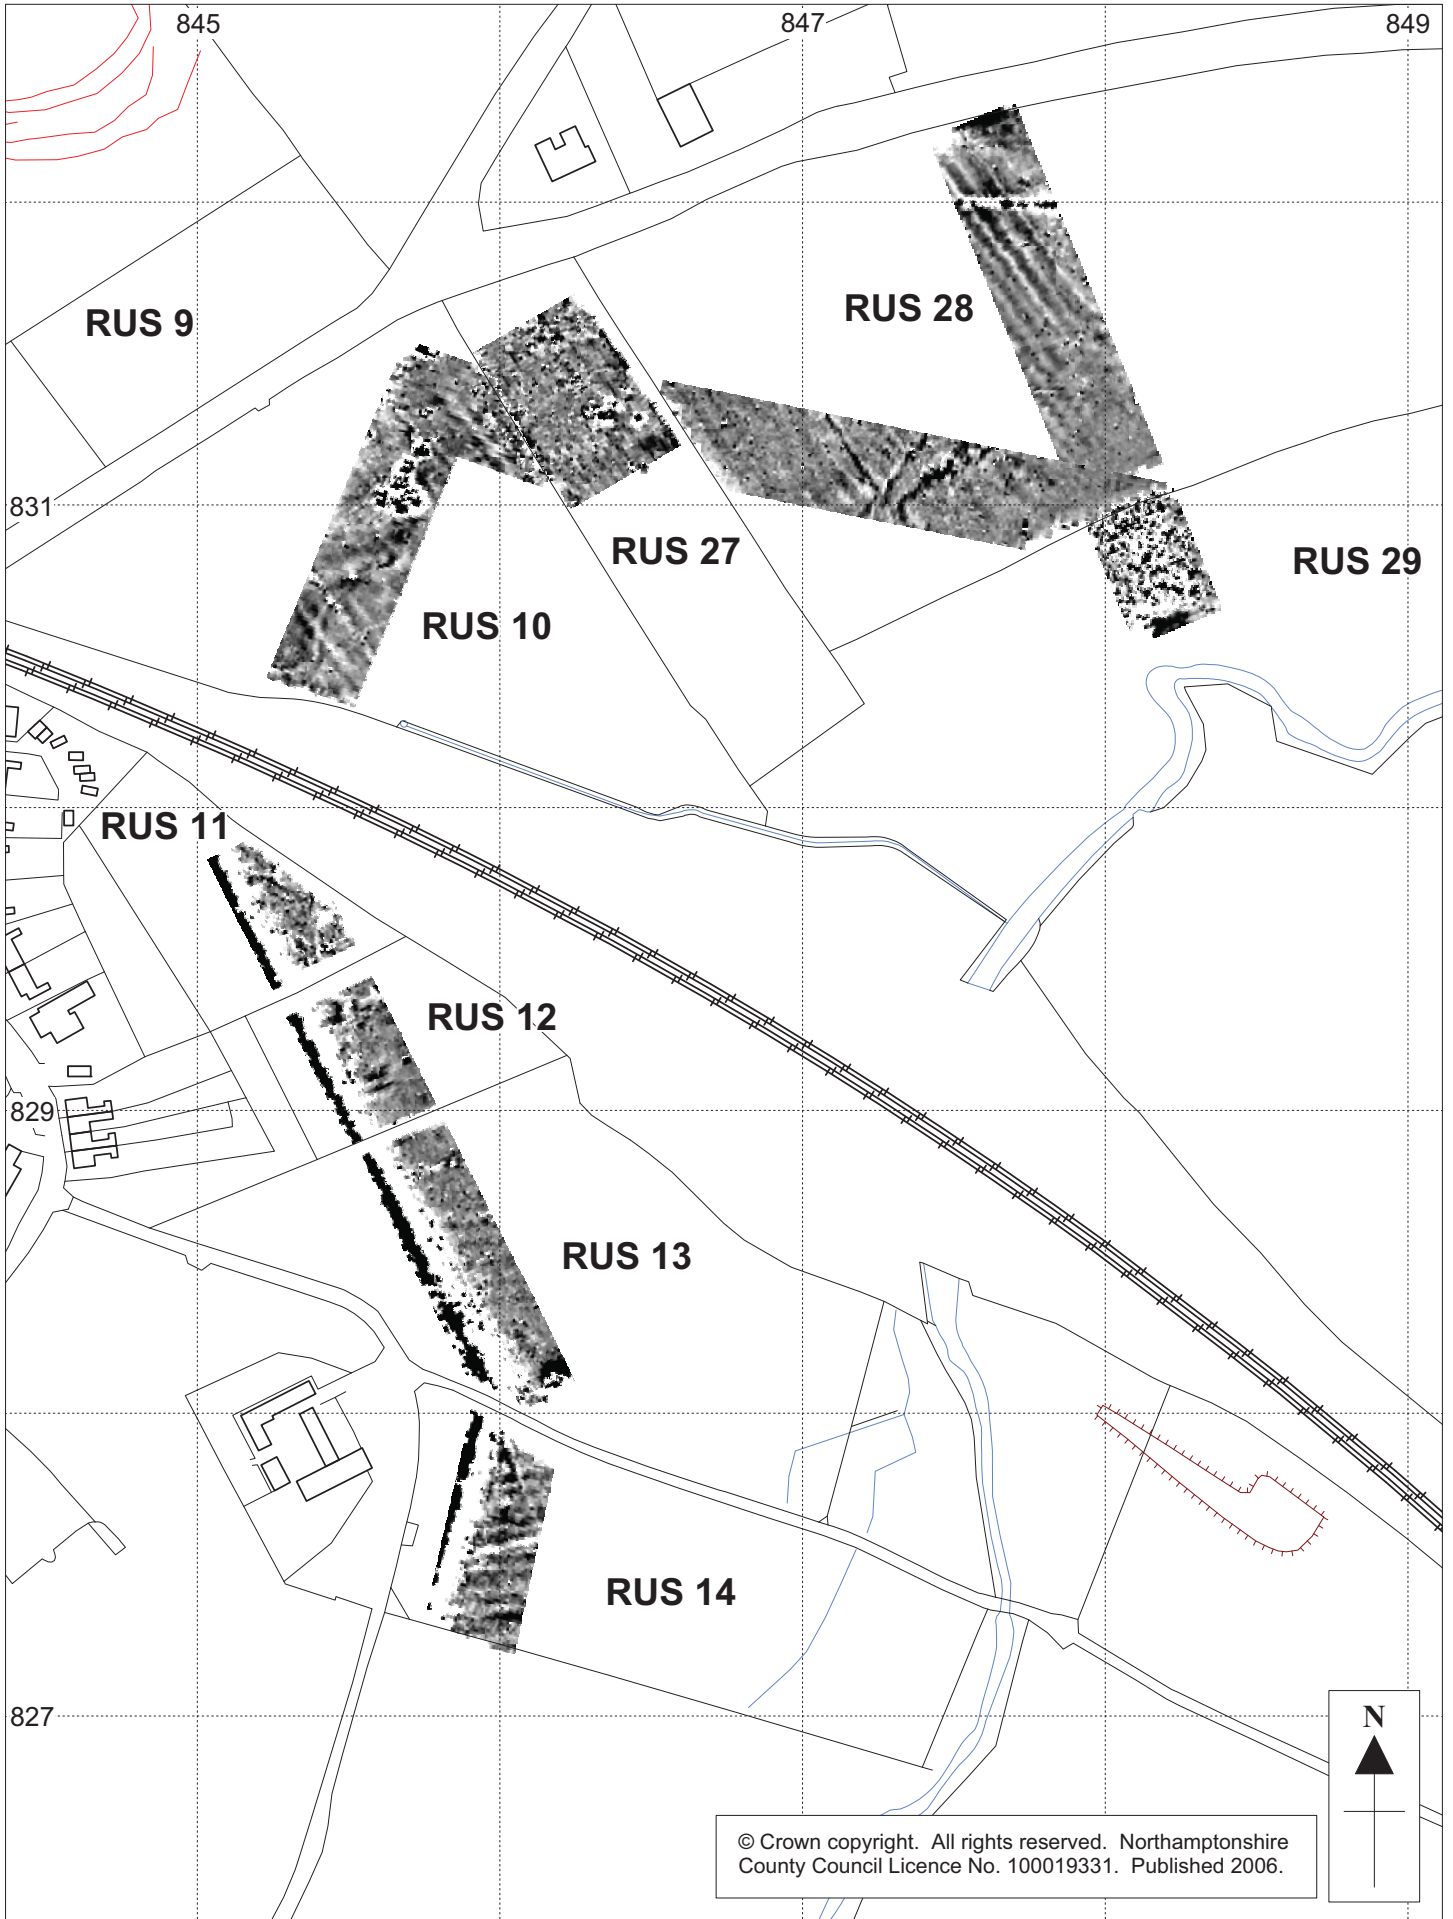 845
847
849
RUS 9
RUS 28
831
RUS 27
RUS 29
RUS 10
RUS 11
RUS 12
829
RUS 13
RUS 14
827
N
© Crown copyright. All rights reserved. Northamptonshire
County Council Licence No. 100019331. Published 2006.